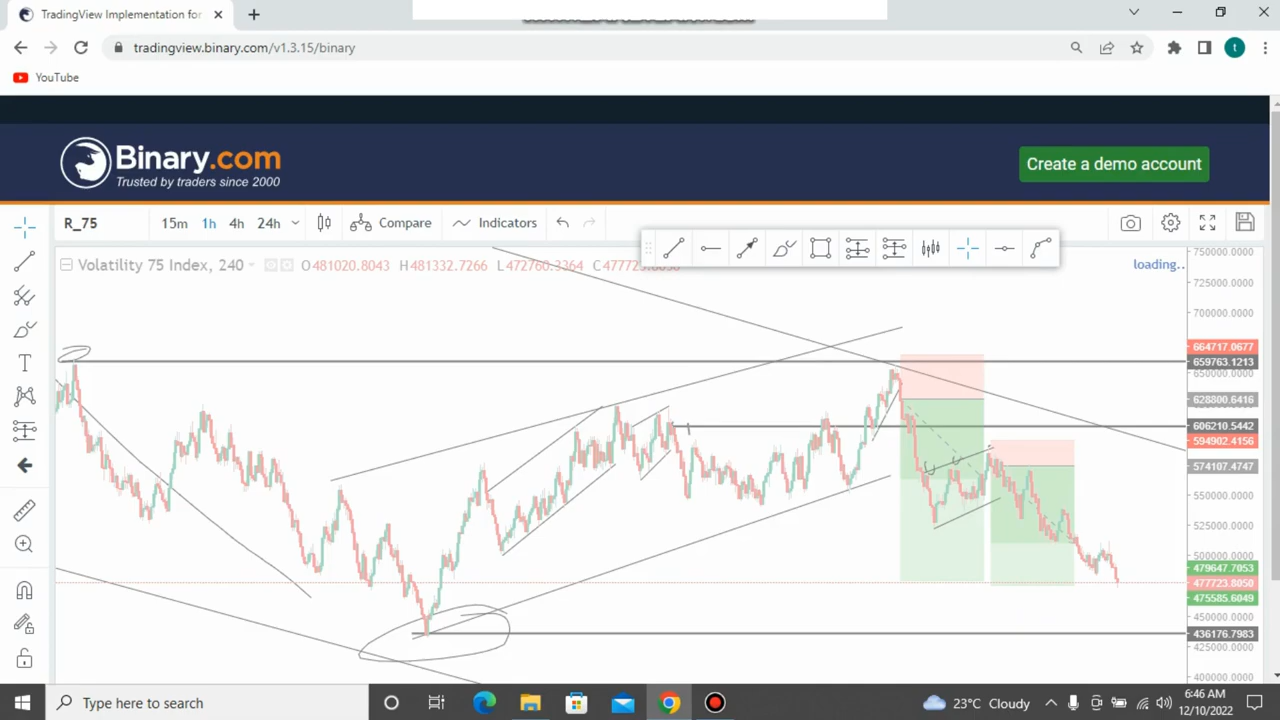 TradingView Implementation for
tradingview.binary.com/v1.3.15/binary
t
YouTube
Binary.com
Trusted by traders since 2000
Create a demo account
R_75 15m 1h 4h 24h Compare Indicators
Volatility 75 Index, 240 O481020.8043 H481332.7266 L472760.3364
loading..
750000.0000
725000.0000
700000.0000
664717.0677
659763.1213
650000.0000
628800.6416
606210.5442
594902.4156
574107.4747
550000.0000
525000.0000
500000.0000
479647.7053
477723.8050
475585.6049
450000.0000
436176.7983
425000.0000
400000.0000
Type here to search
23°C Cloudy
6:46 AM
12/10/2022